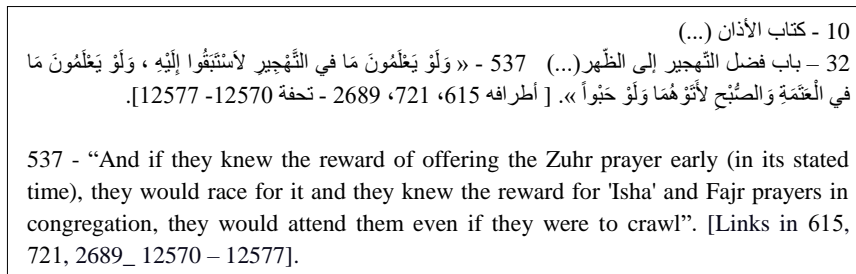 10 - كتاب الأذان (...)
32 – باب فضل التّهجير إلى الظّهر(...) 537 - « وَلَوْ يَعْلَمُونَ مَا في التَّهْجِيرِ لاَسْتَبَقُوا إِلَيْهِ ، وَلَوْ يَعْلَمُونَ مَا
في الْعَتَمَةِ وَالصُّبْحِ لأَتَوْهُمَا وَلَوْ حَبْواً ». [ أطرافه 615، 721، 2689 - تحفة 12570- 12577].
537 - “And if they knew the reward of offering the Zuhr prayer early (in its stated
time), they would race for it and they knew the reward for 'Isha' and Fajr prayers in
congregation, they would attend them even if they were to crawl”. [Links in 615,
721, 2689_ 12570 – 12577].